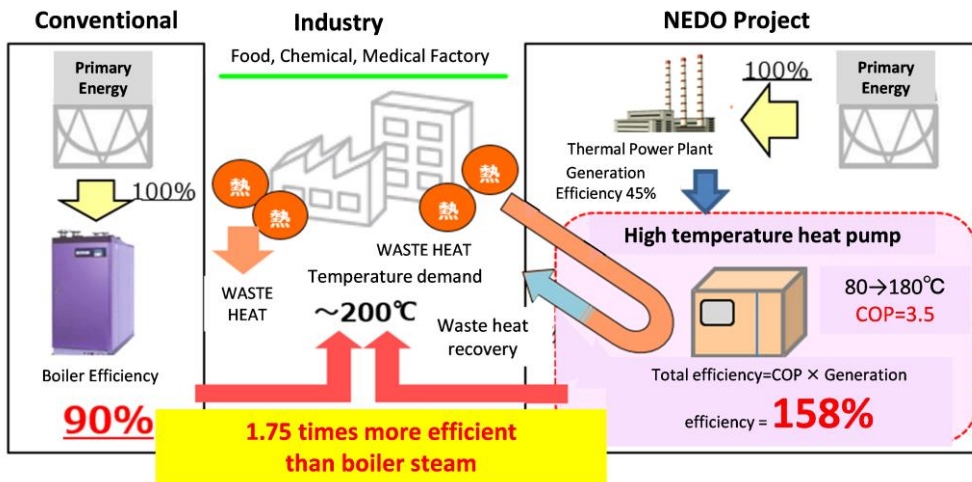 Conventional
Industry
NEDO Project
Primary
Energy
100%
Boiler Efficiency
90%
Food, Chemical, Medical Factory
熱
熱
熱
熱
WASTE
HEAT
WASTE HEAT
Temperature demand
～200℃
Waste heat
recovery
100%
Primary
Energy
Thermal Power Plant
Generation
Efficiency 45%
High temperature heat pump
80→180℃
COP=3.5
Total efficiency=COP × Generation
efficiency = 158%
1.75 times more efficient
than boiler steam